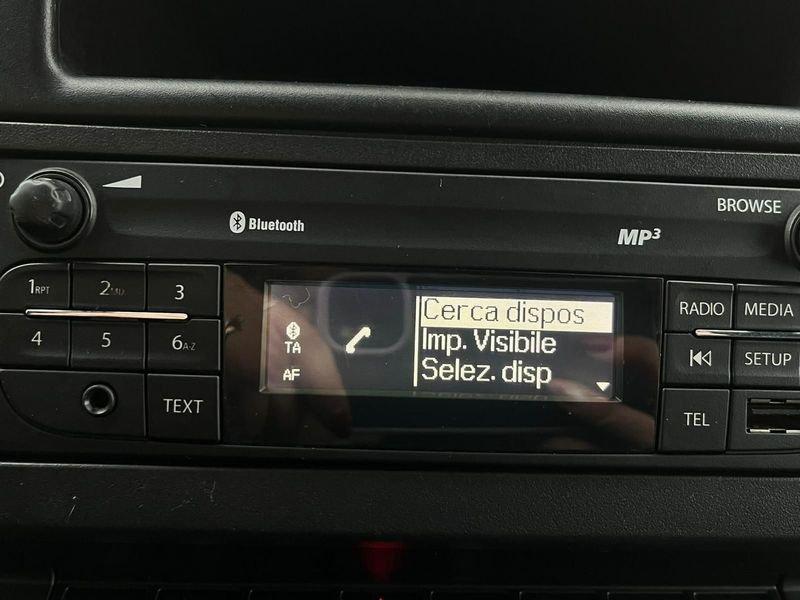 Bluetooth
MP3
BROWSE
1RPT
2MIX
3
4
5
6A-Z
TEXT
TA
AF
Cerca dispos
Imp. Visibile
Selez. disp
RADIO
MEDIA
SETUP
TEL